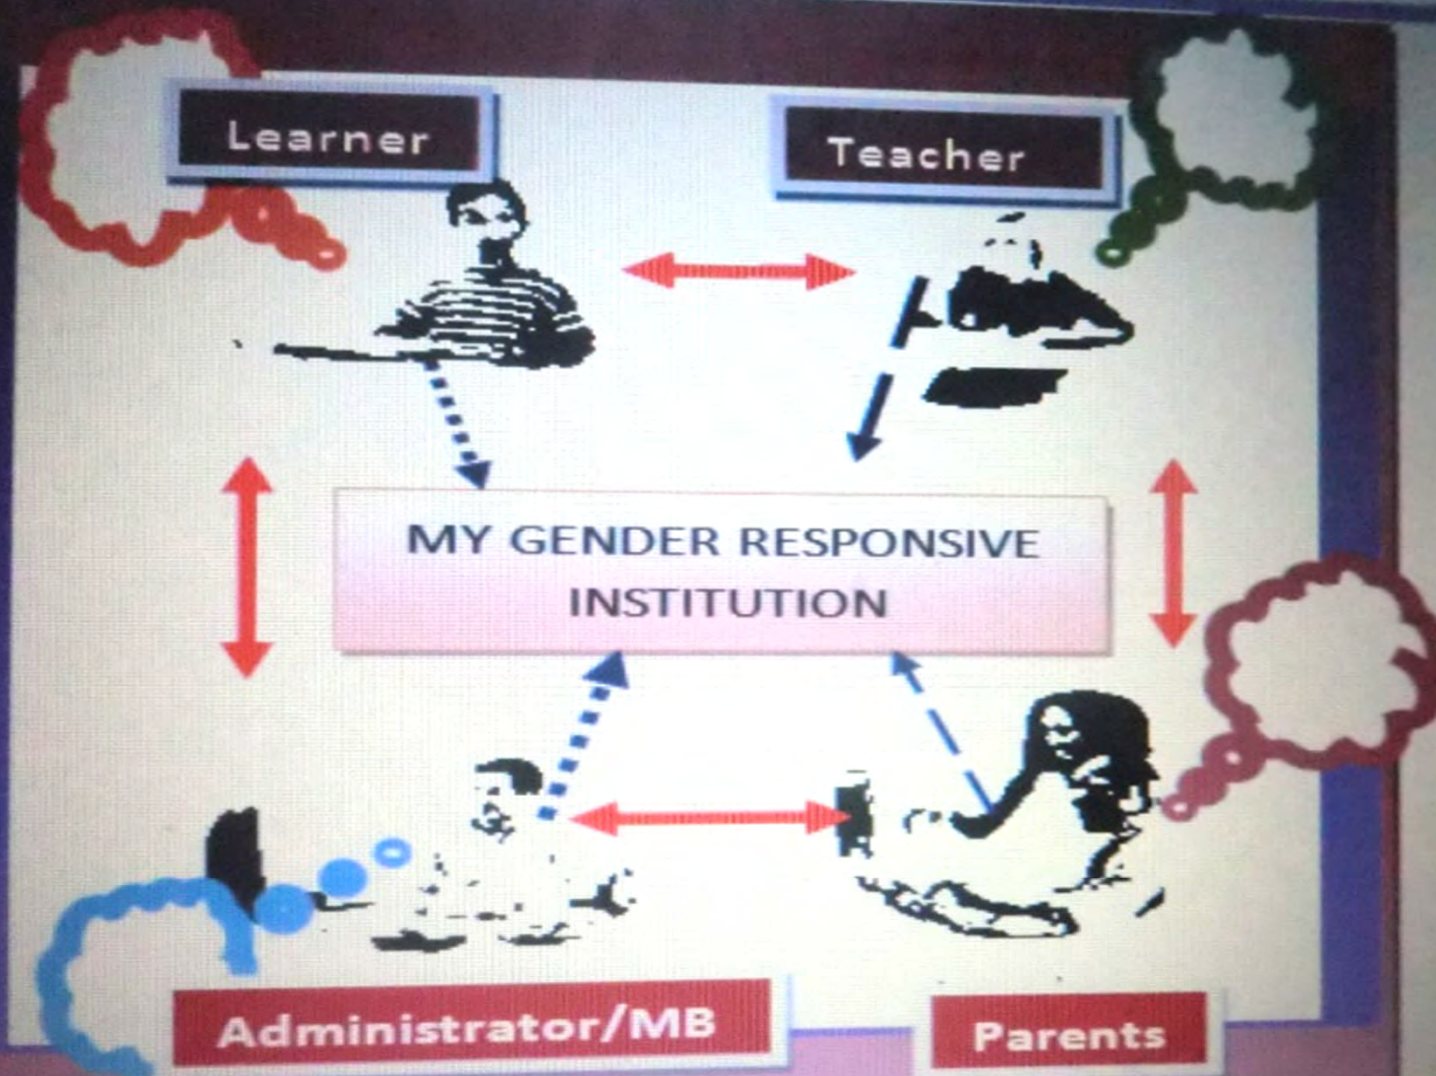 Learner
Teacher
MY GENDER RESPONSIVE
INSTITUTION
Administrator/MB
Parents